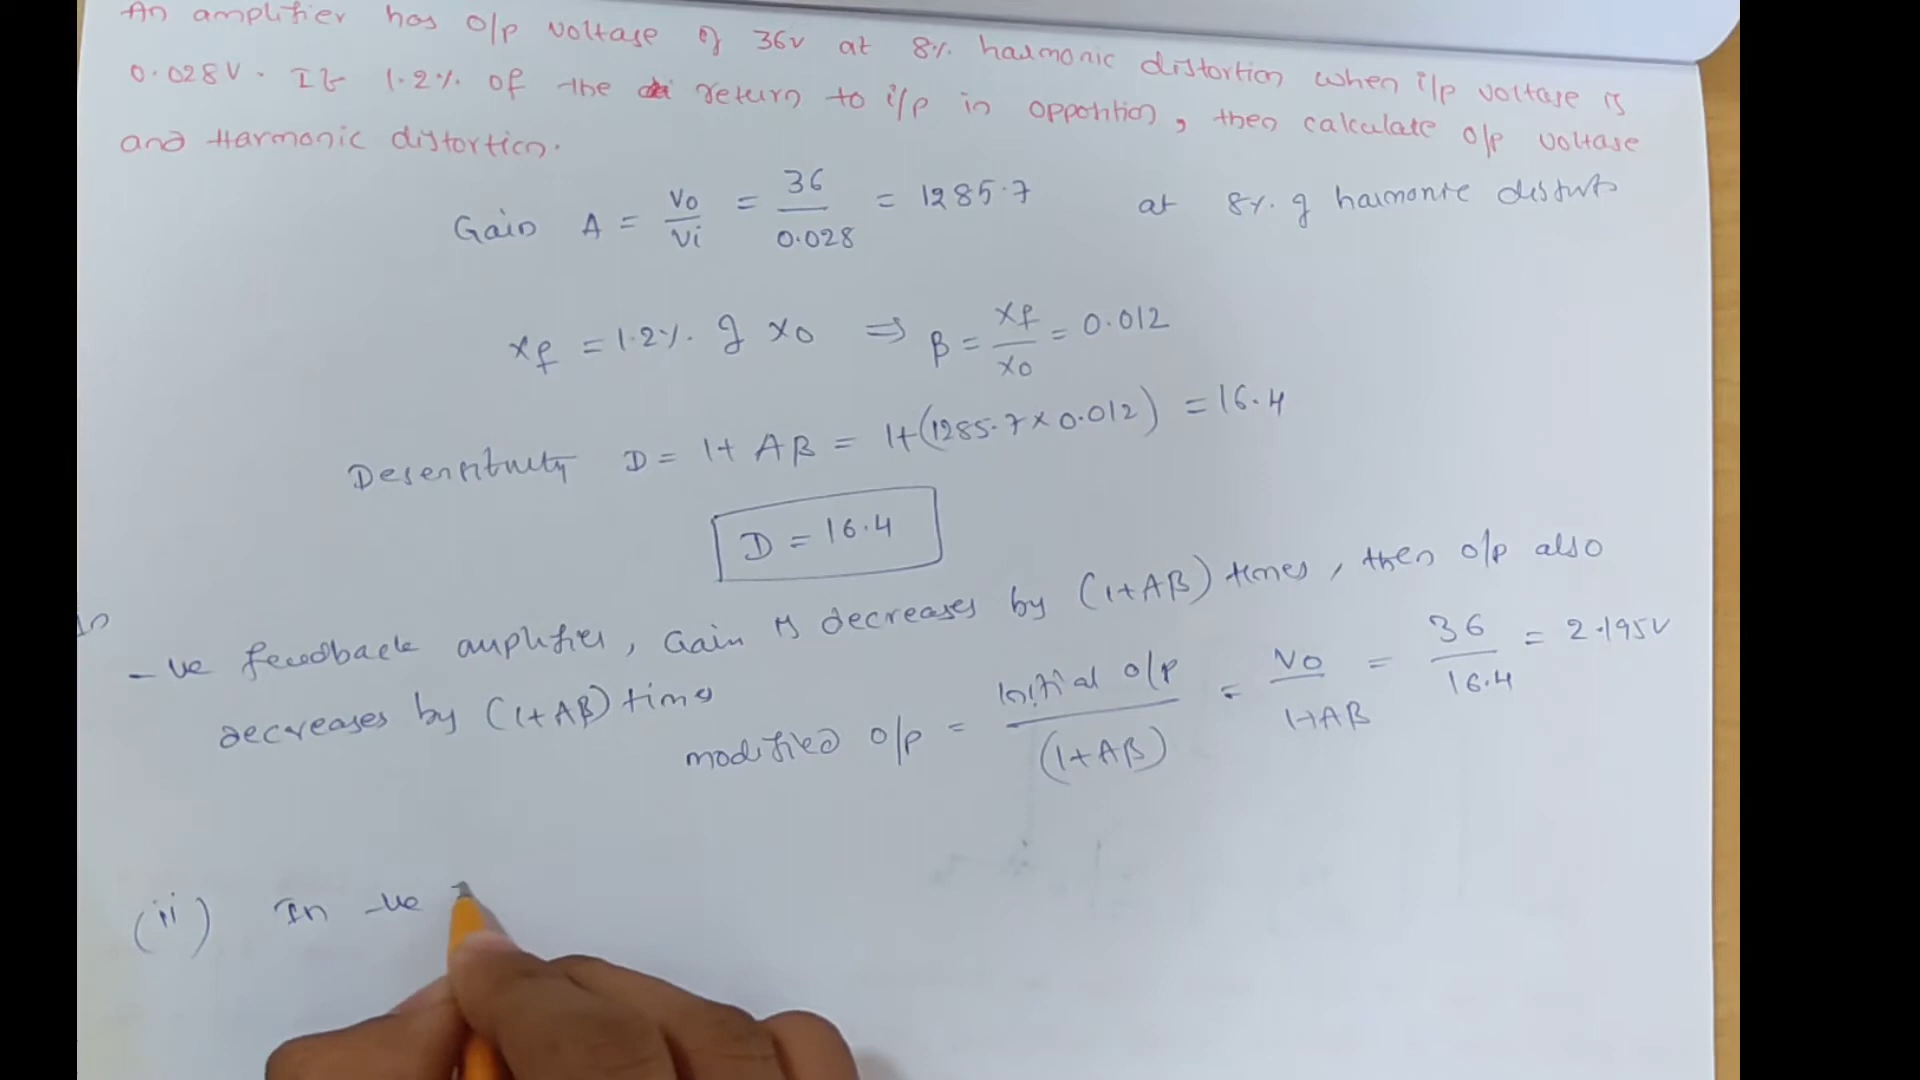 An amplifier has o/p voltage of 36v at 8% harmonic distortion when i/p voltage is
0.028V. If 1.2% of the return to i/p in opposition, then calculate o/p voltage
and Harmonic distortion.
Gain A = Vo/Vi = 36/0.028 = 1285.7 at 8% of harmonic distorto
xf = 1.2% of xo ⇒ β = xf/xo = 0.012
Desensitivity D = 1+ Aβ = 1+(1285.7×0.012) = 16.4
D = 16.4
In
-ve feedback amplifier, Gain is decreases by (1+Aβ) times, then o/p also
decreases by (1+Aβ) times
modified o/p = Initial o/p/(1+Aβ) = Vo/1+Aβ = 36/16.4 = 2.195V
(ii) In -ve